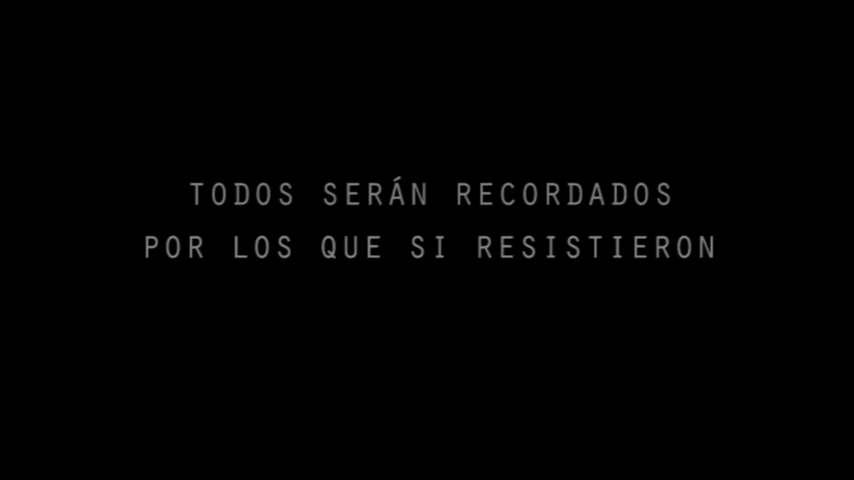 TODOS SERÁN RECORDADOS
POR LOS QUE SI RESISTIERON